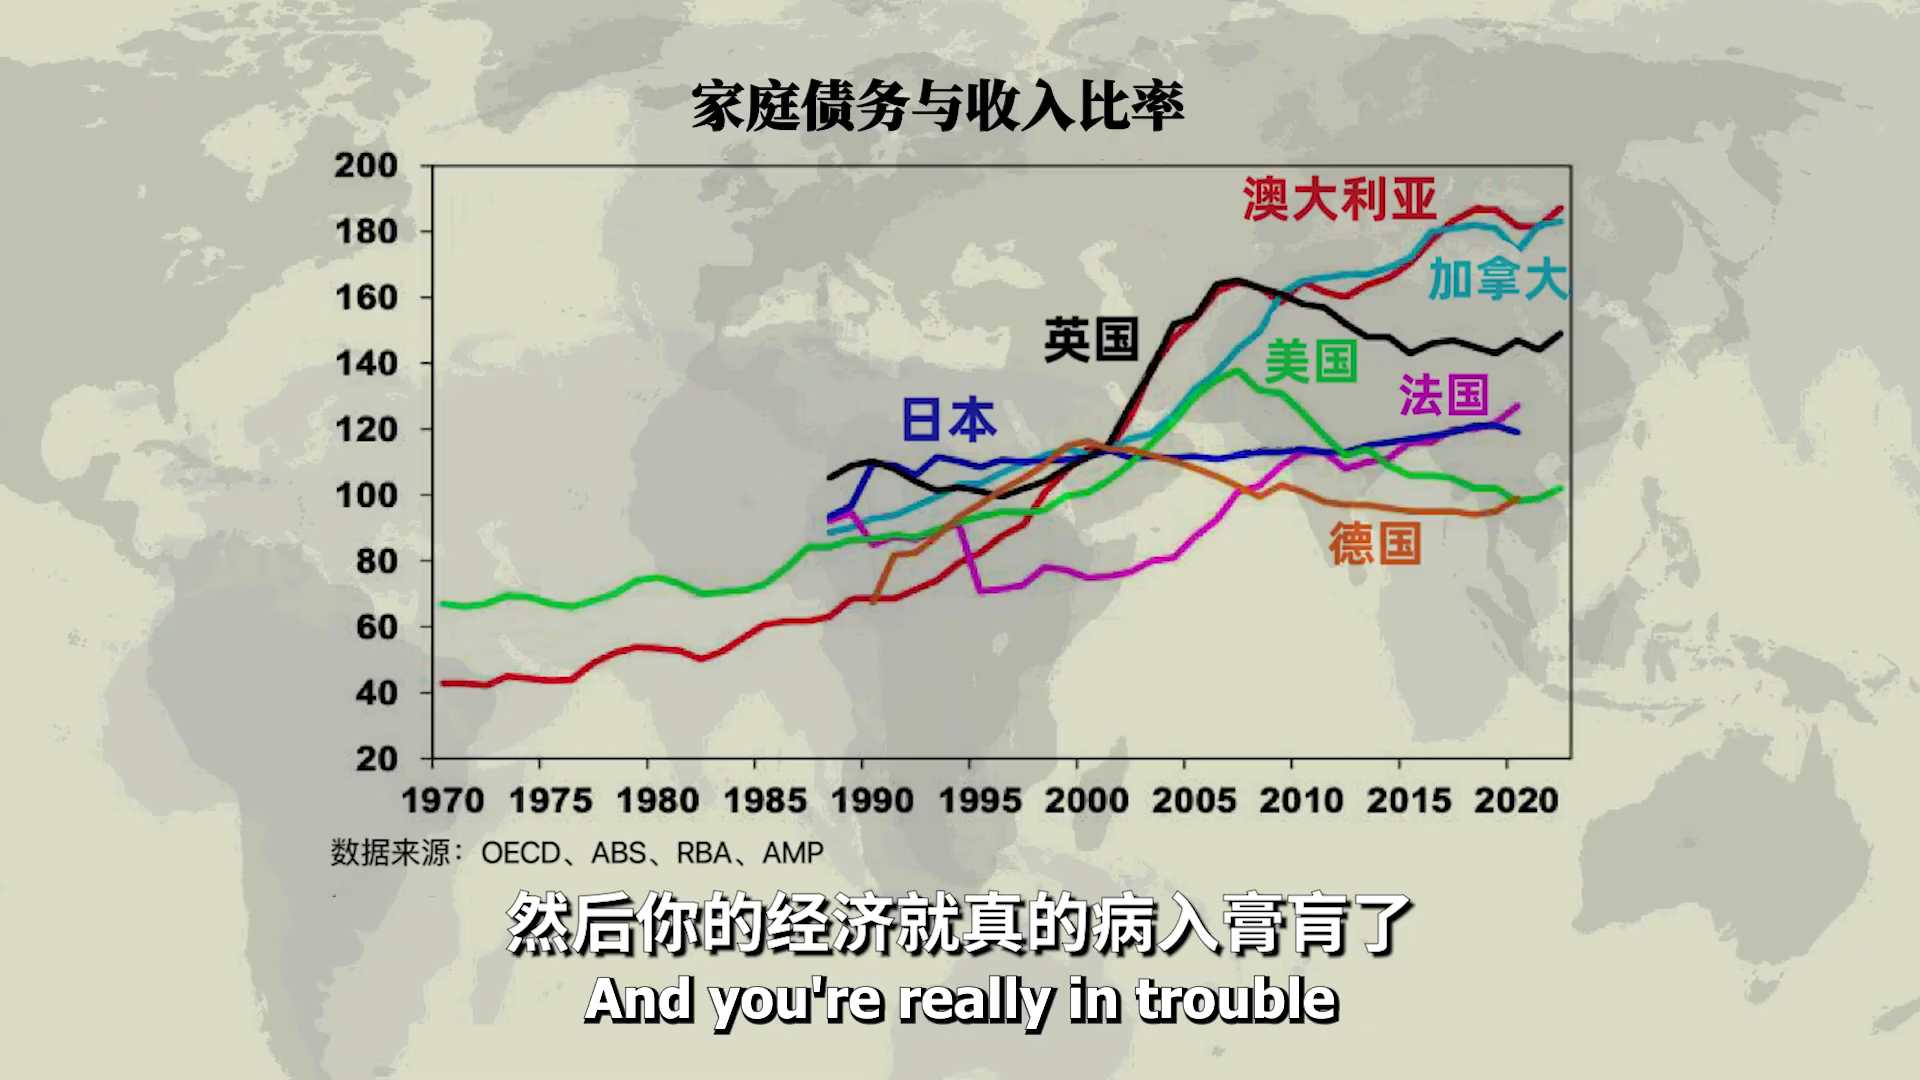 家庭债务与收入比率
200
180
160
140
120
100
80
60
40
20
澳大利亚
加拿大
英国
美国
法国
日本
德国
1970 1975 1980 1985 1990 1995 2000 2005 2010 2015 2020
数据来源：OECD、ABS、RBA、AMP
然后你的经济就真的病入膏肓了
And you're really in trouble